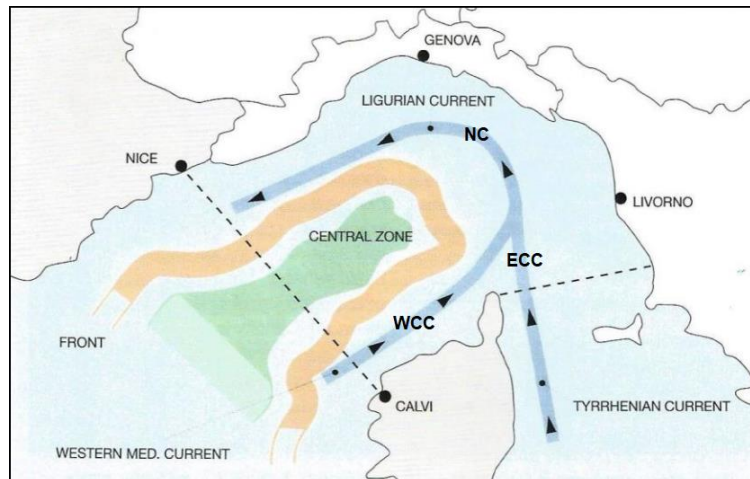 GENOVA
LIGURIAN CURRENT
NC
NICE
LIVORNO
CENTRAL ZONE
ECC
WCC
FRONT
CALVI
TYRRHENIAN CURRENT
WESTERN MED. CURRENT